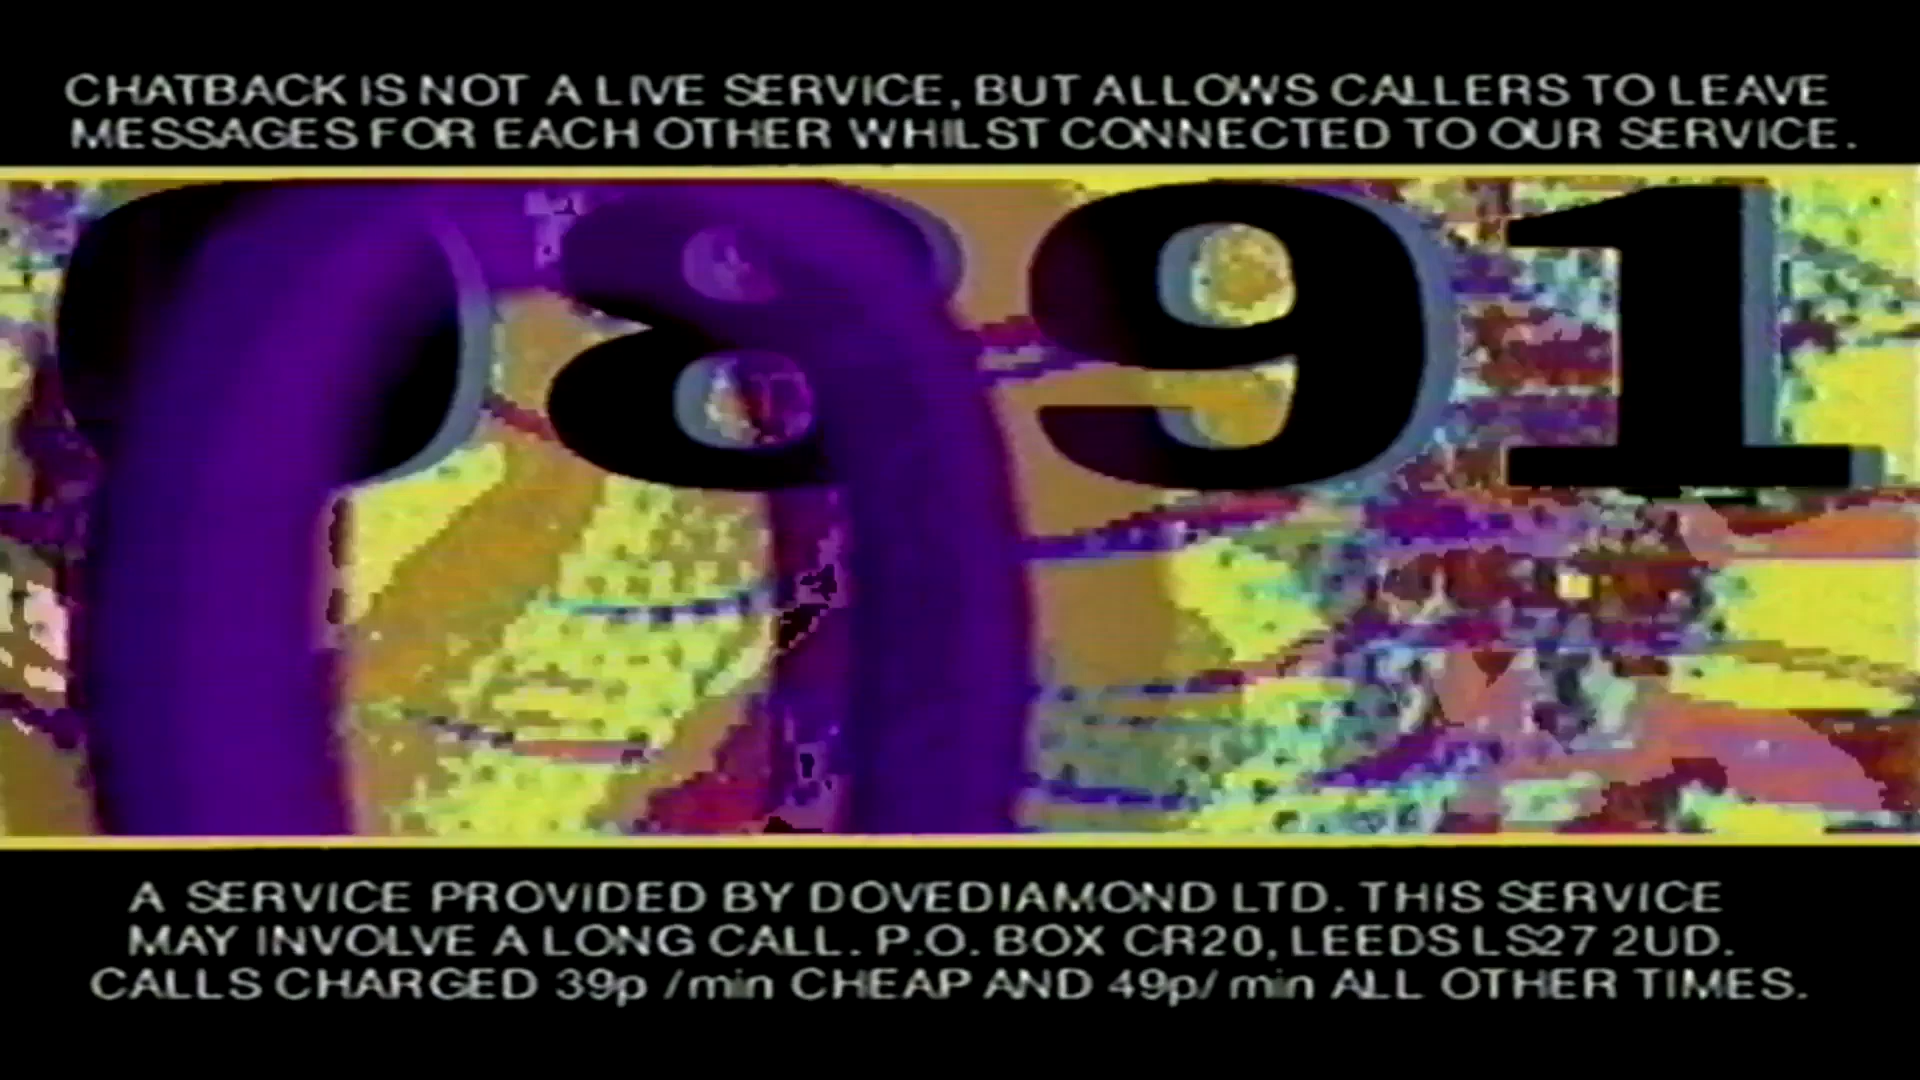 CHATBACK IS NOT A LIVE SERVICE, BUT ALLOWS CALLERS TO LEAVE
MESSAGES FOR EACH OTHER WHILST CONNECTED TO OUR SERVICE.
0891
A SERVICE PROVIDED BY DOVEDIAMOND LTD. THIS SERVICE
MAY INVOLVE A LONG CALL. P.O. BOX CR20, LEEDS LS27 2UD.
CALLS CHARGED 39p /min CHEAP AND 49p/ min ALL OTHER TIMES.